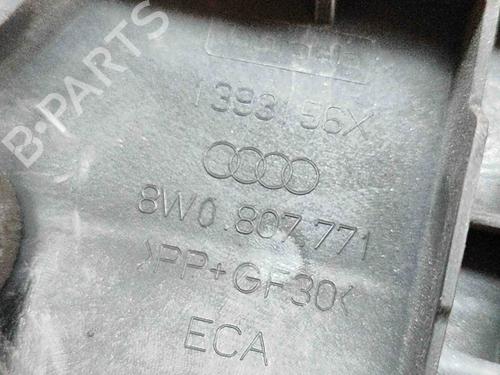 B-PARTS
1393156X
8W0.807.771
>PP+GF30<
ECA